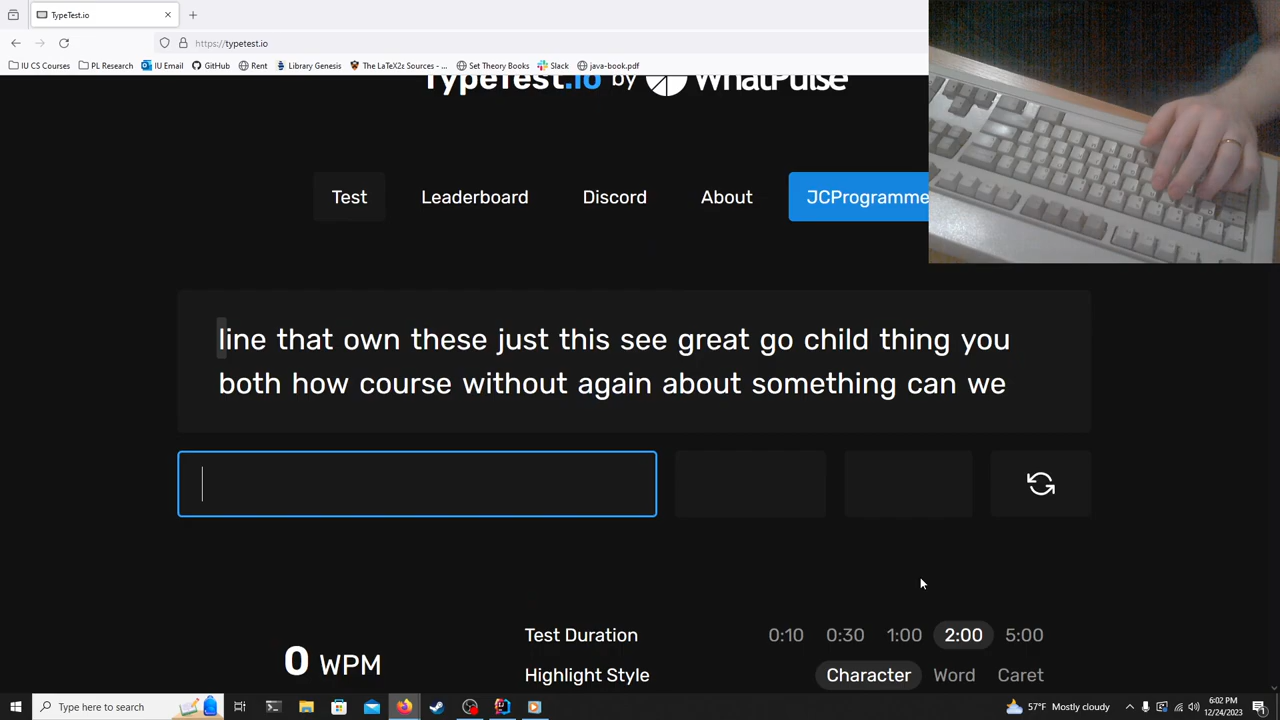 TypeTest.io
https://typetest.io
IU CS Courses PL Research IU Email GitHub Rent Library Genesis The LaTeX2ε Sources - ... Set Theory Books Slack java-book.pdf
TypeTest.io by WhatPulse
Test Leaderboard Discord About JCProgramme
line that own these just this see great go child thing you
both how course without again about something can we
Test Duration 0:10 0:30 1:00 2:00 5:00
0 WPM
Highlight Style Character Word Caret
Type here to search
57°F Mostly cloudy
6:02 PM
12/24/2023